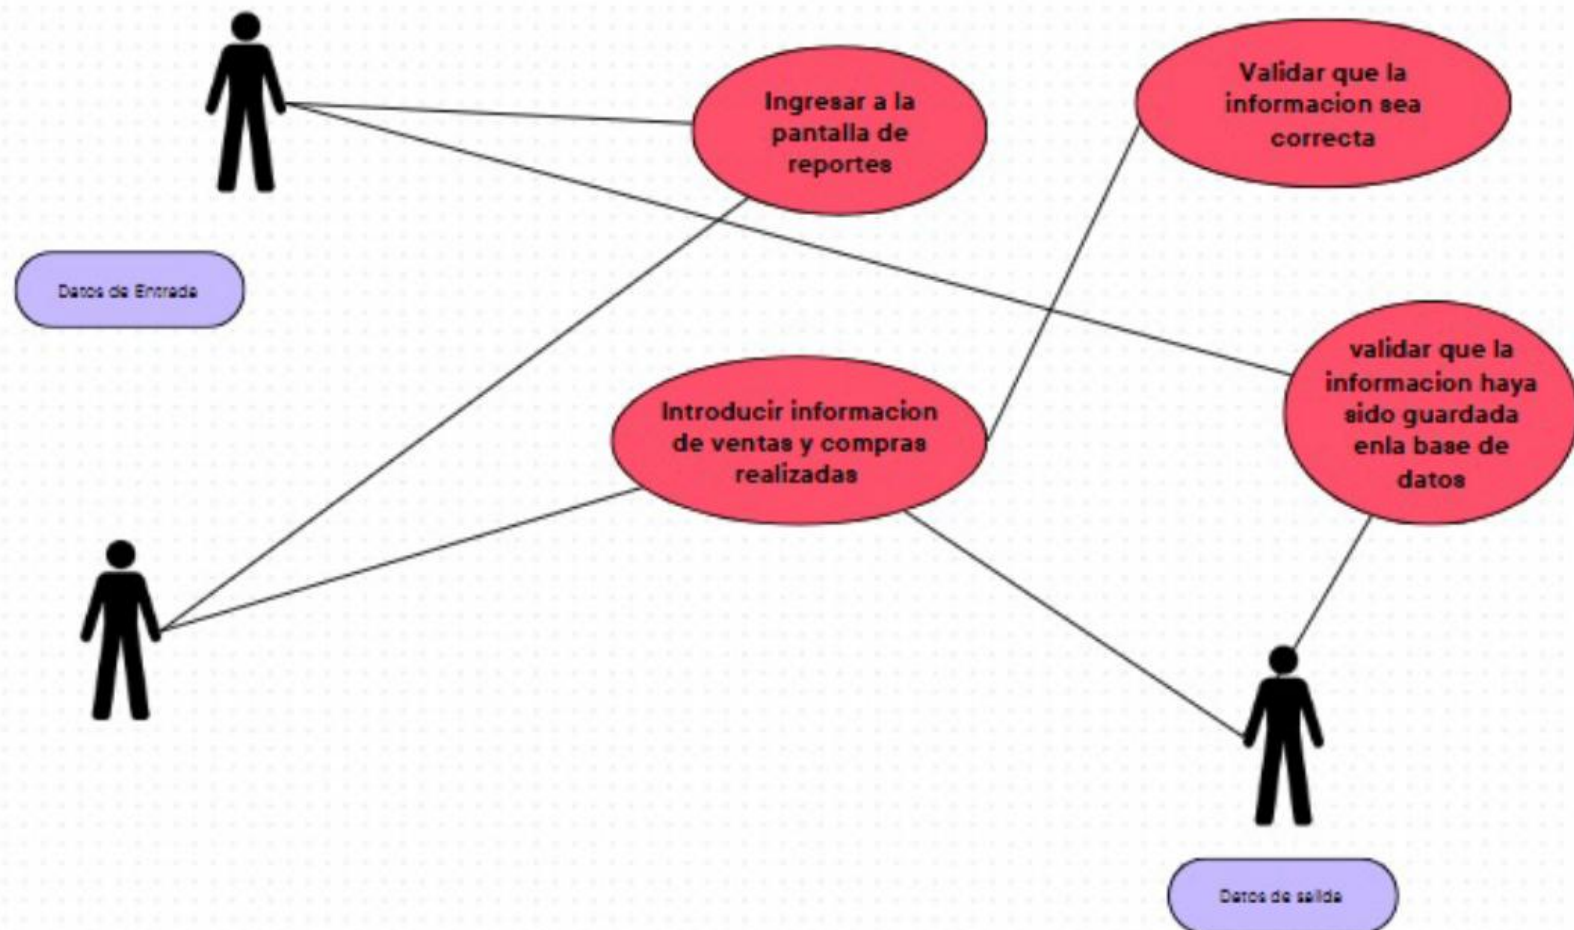 Ingresar a la
pantalla de
reportes
Validar que la
informacion sea
correcta
Datos de Entrada
Introducir informacion
de ventas y compras
realizadas
validar que la
informacion haya
sido guardada
enla base de
datos
Datos de salida